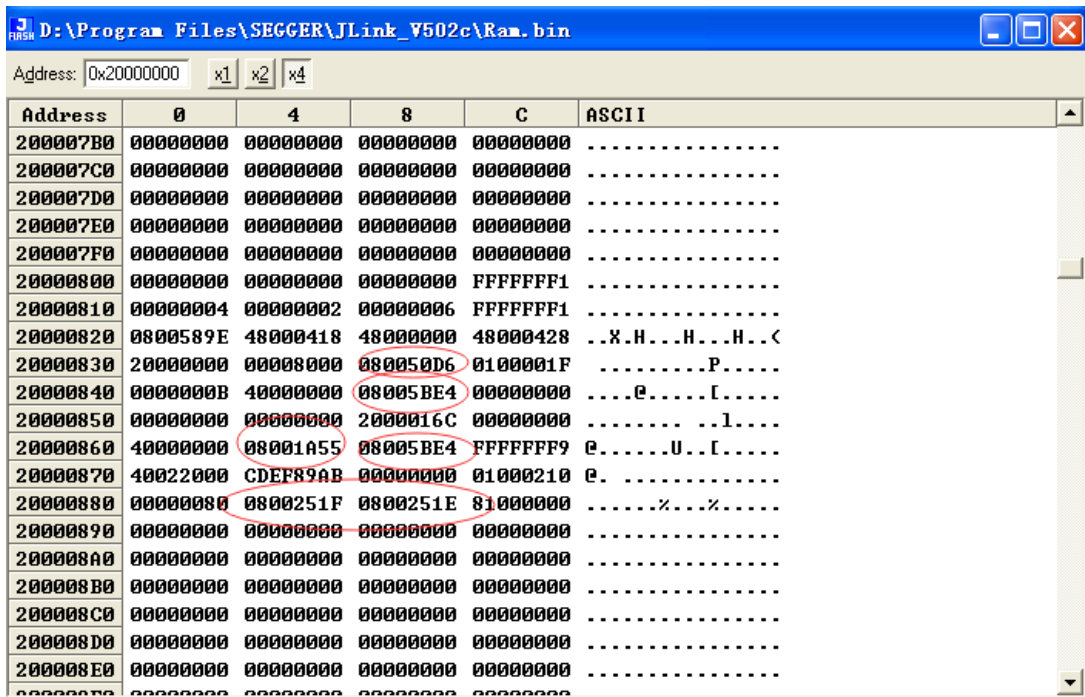 D:\Program Files\SEGGER\JLink_V502c\Ram.bin
Address: 0x20000000 x1 x2 x4
Address 0 4 8 C ASCII
200007B0 00000000 00000000 00000000 00000000 ................
200007C0 00000000 00000000 00000000 00000000 ................
200007D0 00000000 00000000 00000000 00000000 ................
200007E0 00000000 00000000 00000000 00000000 ................
200007F0 00000000 00000000 00000000 00000000 ................
20000800 00000000 00000000 00000000 FFFFFFF1 ................
20000810 00000004 00000002 00000006 FFFFFFF1 ................
20000820 0800589E 48000418 48000000 48000428 ..X.H...H...H..(
20000830 20000000 00008000 080050D6 0100001F  .........P.....
20000840 0000000B 40000000 08005BE4 00000000 ....@.....[.....
20000850 00000000 00000000 2000016C 00000000 ........ ..l....
20000860 40000000 08001A55 08005BE4 FFFFFFF9 @......U..[.....
20000870 40022000 CDEF89AB 00000000 01000210 @. .............
20000880 00000080 0800251F 0800251E 81000000 ......%...%.....
20000890 00000000 00000000 00000000 00000000 ................
200008A0 00000000 00000000 00000000 00000000 ................
200008B0 00000000 00000000 00000000 00000000 ................
200008C0 00000000 00000000 00000000 00000000 ................
200008D0 00000000 00000000 00000000 00000000 ................
200008E0 00000000 00000000 00000000 00000000 ................